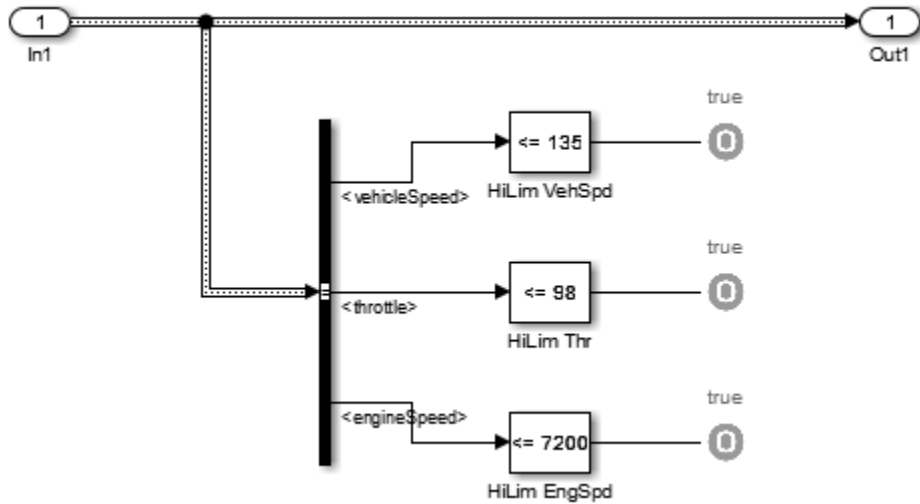 1
In1
1
Out1
true
<= 135
<vehicleSpeed>
HiLim VehSpd
true
<= 98
<throttle>
HiLim Thr
true
<engineSpeed>
<= 7200
HiLim EngSpd